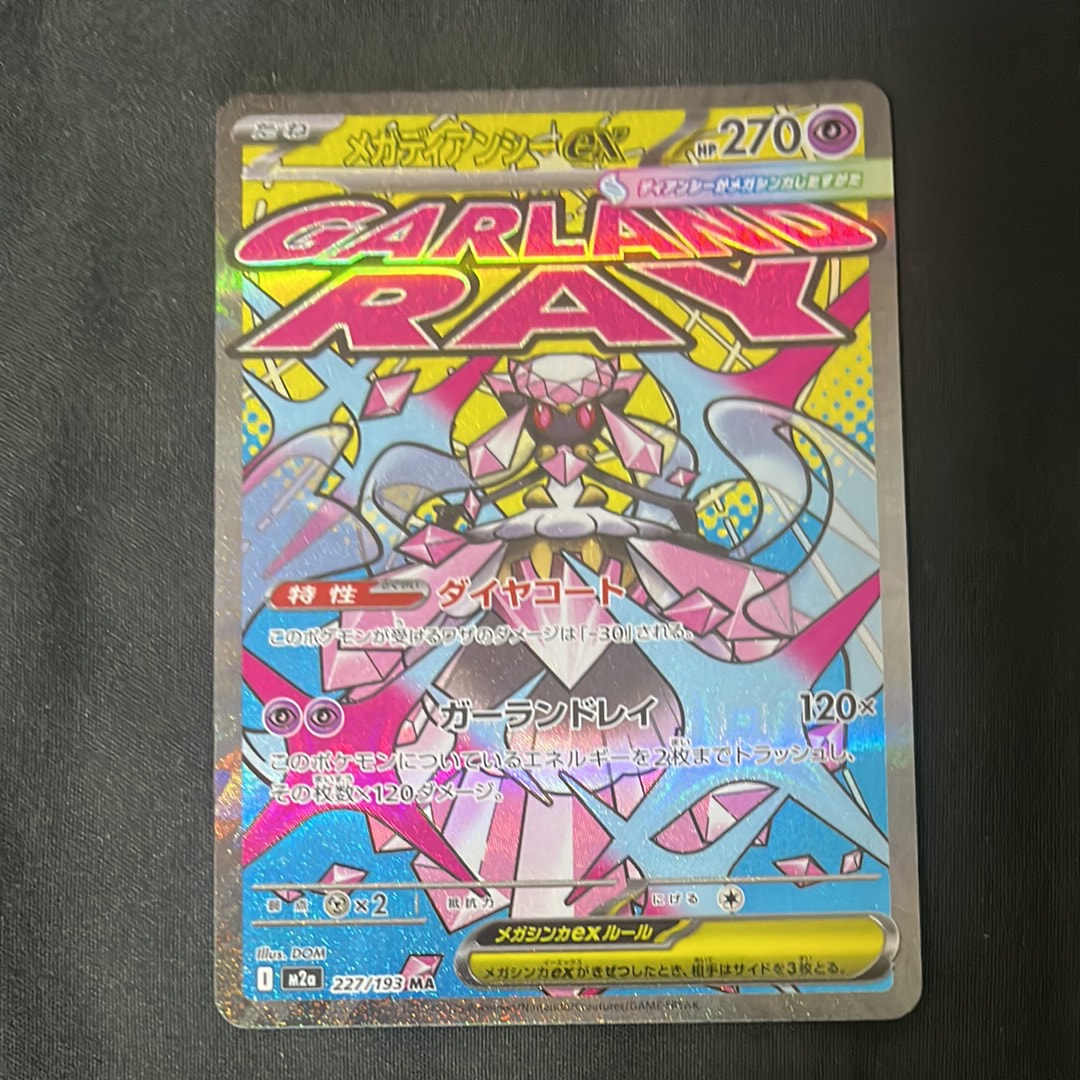 たね
メガディアンシーex
HP 270
ディアンシーがメガシンカしたすがた
GARLAND
RAY
特性 ダイヤコート
このポケモンが受けるワザのダメージは「-30」される。
ガーランドレイ 120×
このポケモンについているエネルギーを2枚までトラッシュし、
その枚数×120ダメージ。
弱点 ×2 抵抗力 にげる
メガシンカexルール
メガシンカexがきぜつしたとき、相手はサイドを3枚とる。
Illus. DOM
I M2a 227/193 MA
/Nintendo/Creatures/GAME FREAK.